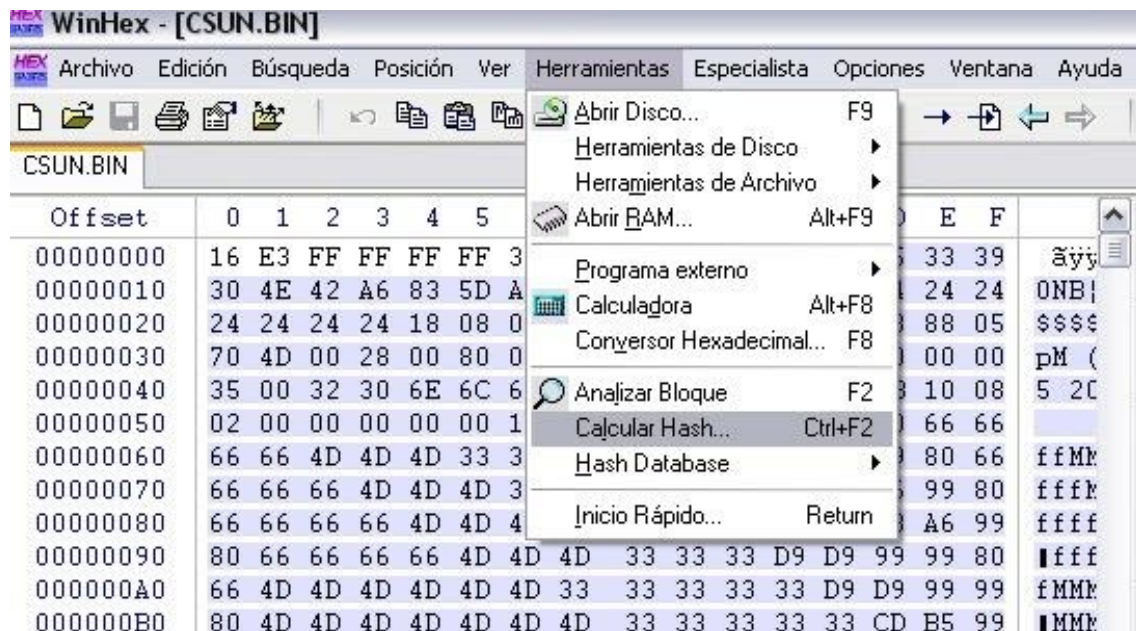 WinHex - [CSUN.BIN]
Archivo Edición Búsqueda Posición Ver Herramientas Especialista Opciones Ventana Ayuda
Abrir Disco... F9
Herramientas de Disco
CSUN.BIN
Herramientas de Archivo
Abrir RAM... Alt+F9
Programa externo
Calculadora Alt+F8
Conversor Hexadecimal... F8
Analizar Bloque F2
Calcular Hash... Ctrl+F2
Hash Database
Inicio Rápido... Return
Offset 0 1 2 3 4 5 E F
00000000 16 E3 FF FF FF FF 33 39 ãÿÿ
00000010 30 4E 42 A6 83 5D 24 24 0NB¦
00000020 24 24 24 24 18 08 88 05 $$$$
00000030 70 4D 00 28 00 80 00 00 pM (
00000040 35 00 32 30 6E 6C 10 08 5 20
00000050 02 00 00 00 00 00 66 66
00000060 66 66 4D 4D 4D 33 80 66 ffMM
00000070 66 66 66 4D 4D 4D 99 80 fffM
00000080 66 66 66 66 4D 4D A6 99 ffff
00000090 80 66 66 66 66 4D 4D 4D 33 33 33 D9 D9 99 99 80 fff
000000A0 66 4D 4D 4D 4D 4D 4D 33 33 33 33 33 D9 D9 99 99 fMMM
000000B0 80 4D 4D 4D 4D 4D 4D 4D 33 33 33 33 33 CD B5 99 MMM